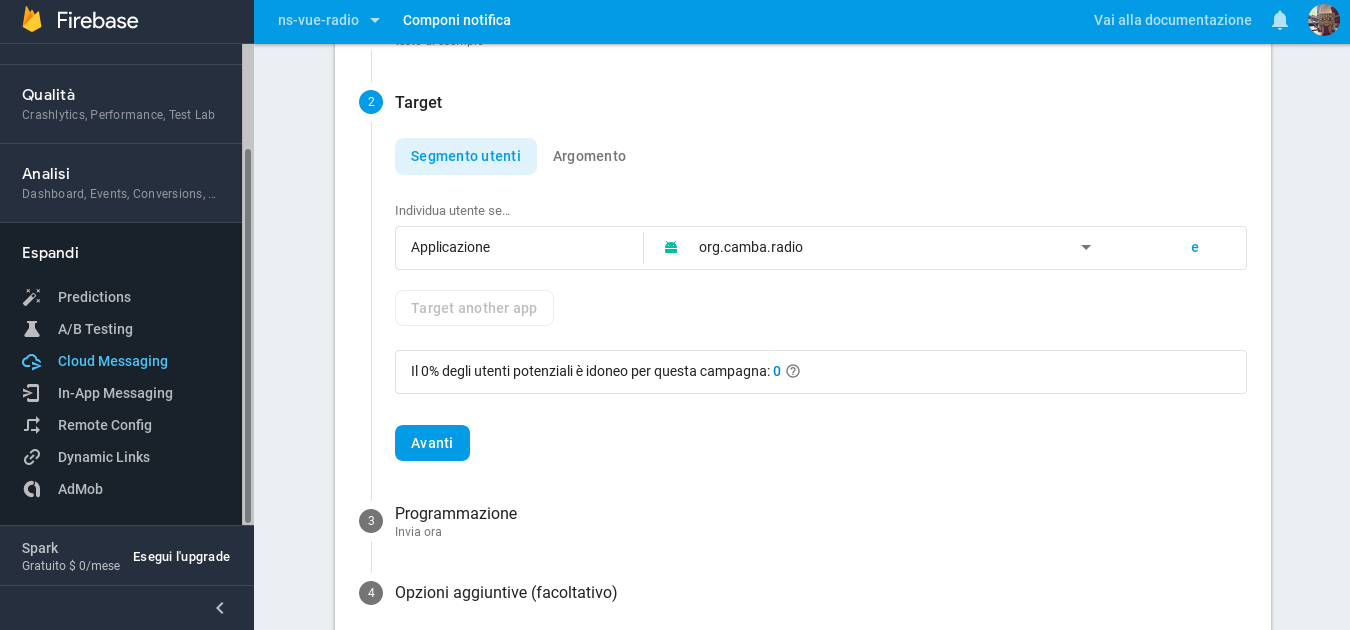 Firebase
ns-vue-radio
Componi notifica
Vai alla documentazione
Qualità
Crashlytics, Performance, Test Lab
Analisi
Dashboard, Events, Conversions, ...
Espandi
Predictions
A/B Testing
Cloud Messaging
In-App Messaging
Remote Config
Dynamic Links
AdMob
Spark
Gratuito $ 0/mese
Esegui l'upgrade
2 Target
Segmento utenti
Argomento
Individua utente se...
Applicazione
org.camba.radio
e
Target another app
Il 0% degli utenti potenziali è idoneo per questa campagna: 0
Avanti
3 Programmazione
Invia ora
4 Opzioni aggiuntive (facoltativo)